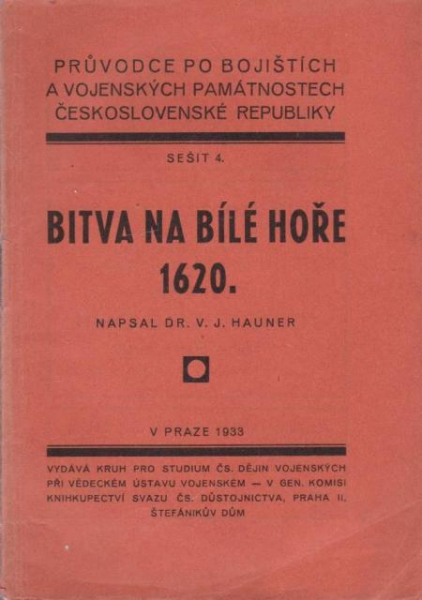 PRŮVODCE PO BOJIŠTÍCH
A VOJENSKÝCH PAMÁTNOSTECH
ČESKOSLOVENSKÉ REPUBLIKY
SEŠIT 4.
BITVA NA BÍLÉ HOŘE
1620.
NAPSAL DR. V. J. HAUNER
V PRAZE 1933
VYDÁVÁ KRUH PRO STUDIUM ČS. DĚJIN VOJENSKÝCH
PŘI VĚDECKÉM ÚSTAVU VOJENSKÉM — V GEN. KOMISI
KNIHKUPECTVÍ SVAZU ČS. DŮSTOJNICTVA, PRAHA II,
ŠTEFÁNIKŮV DŮM